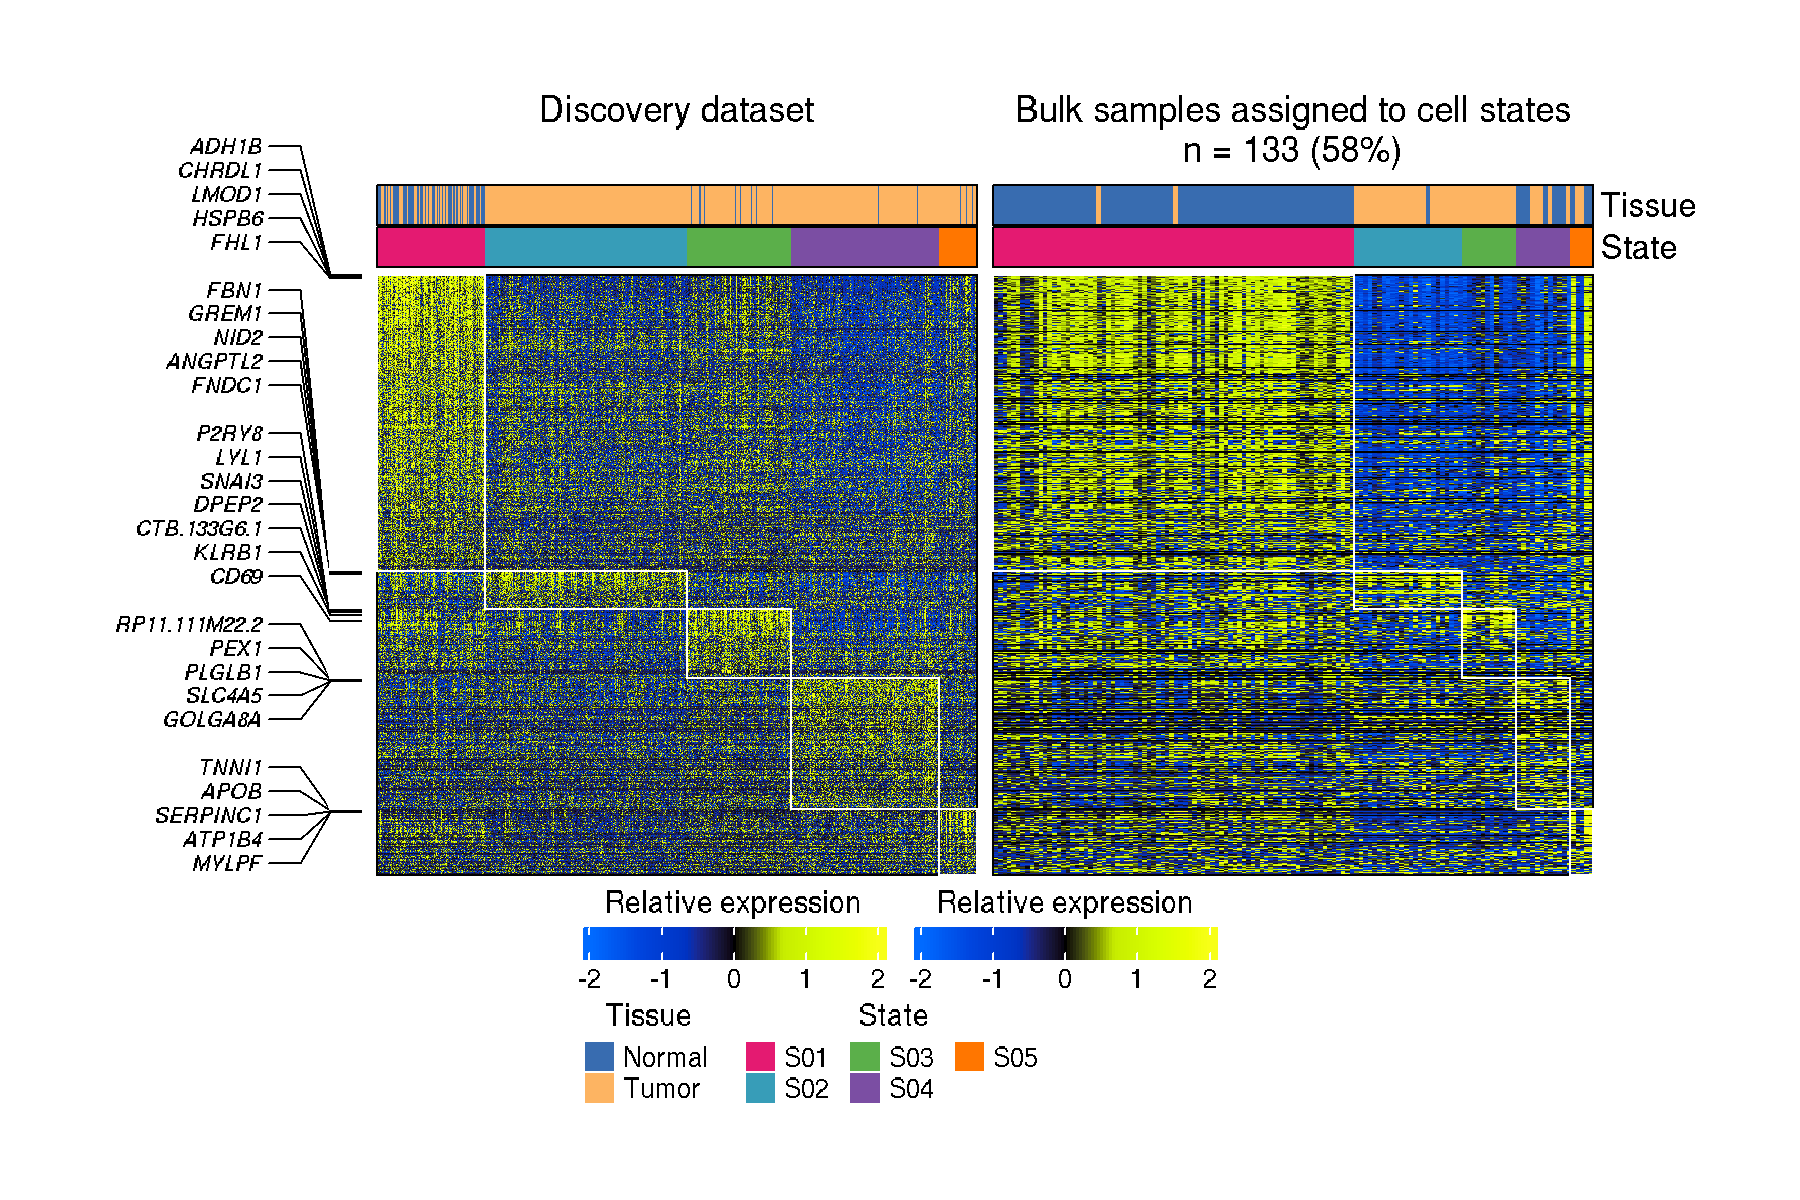 Discovery dataset
Bulk samples assigned to cell states
n = 133 (58%)
Tissue
State
ADH1B
CHRDL1
LMOD1
HSPB6
FHL1
FBN1
GREM1
NID2
ANGPTL2
FNDC1
P2RY8
LYL1
SNAI3
DPEP2
CTB.133G6.1
KLRB1
CD69
RP11.111M22.2
PEX1
PLGLB1
SLC4A5
GOLGA8A
TNNI1
APOB
SERPINC1
ATP1B4
MYLPF
Relative expression
-2 -1 0 1 2
Relative expression
-2 -1 0 1 2
Tissue
Normal
Tumor
State
S01 S03 S05
S02 S04